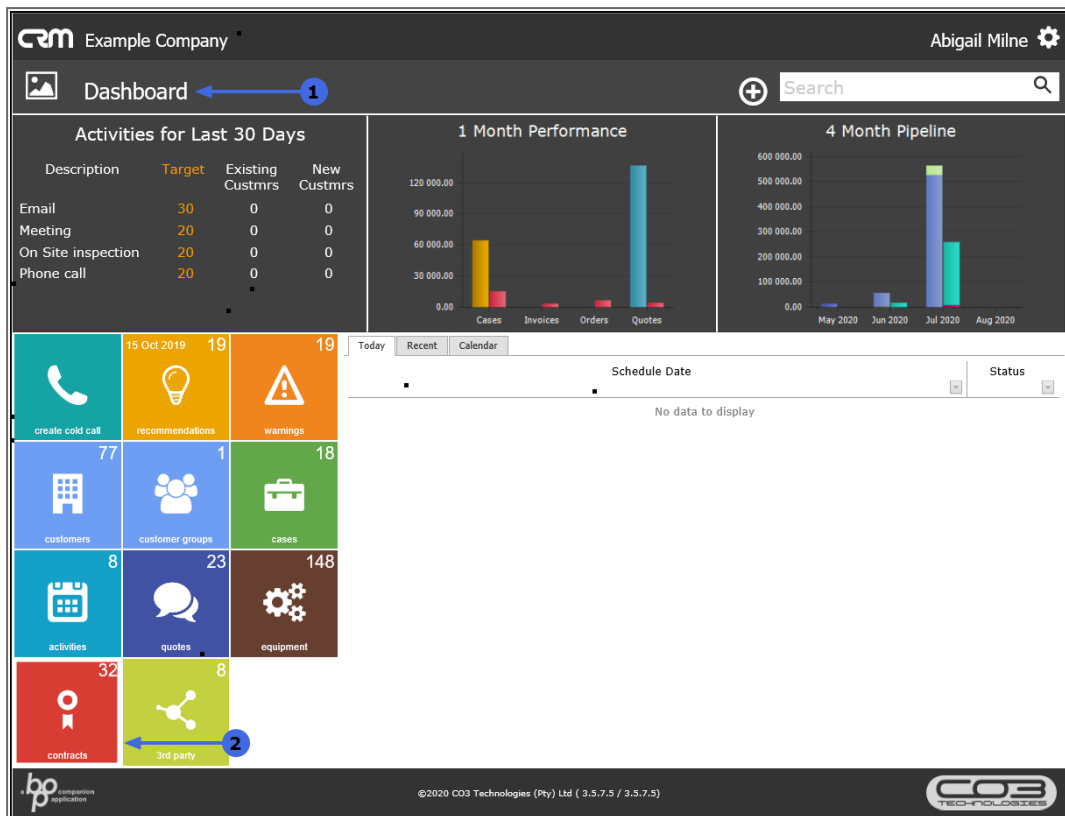 CRM Example Company
Abigail Milne
Dashboard
1
Search
Activities for Last 30 Days
Description Target Existing Custmrs New Custmrs
Email 30 0 0
Meeting 20 0 0
On Site inspection 20 0 0
Phone call 20 0 0
1 Month Performance
120 000.00
90 000.00
60 000.00
30 000.00
0.00
Cases Invoices Orders Quotes
4 Month Pipeline
600 000.00
500 000.00
400 000.00
300 000.00
200 000.00
100 000.00
0.00
May 2020 Jun 2020 Jul 2020 Aug 2020
create cold call
15 Oct 2019 19
recommendations
19
warnings
77
customers
1
customer groups
18
cases
8
activities
23
quotes
148
equipment
32
contracts
8
3rd party
2
Today Recent Calendar
Schedule Date Status
No data to display
a bpo companion application
©2020 CO3 Technologies (Pty) Ltd ( 3.5.7.5 / 3.5.7.5)
CO3
TECHNOLOGIES